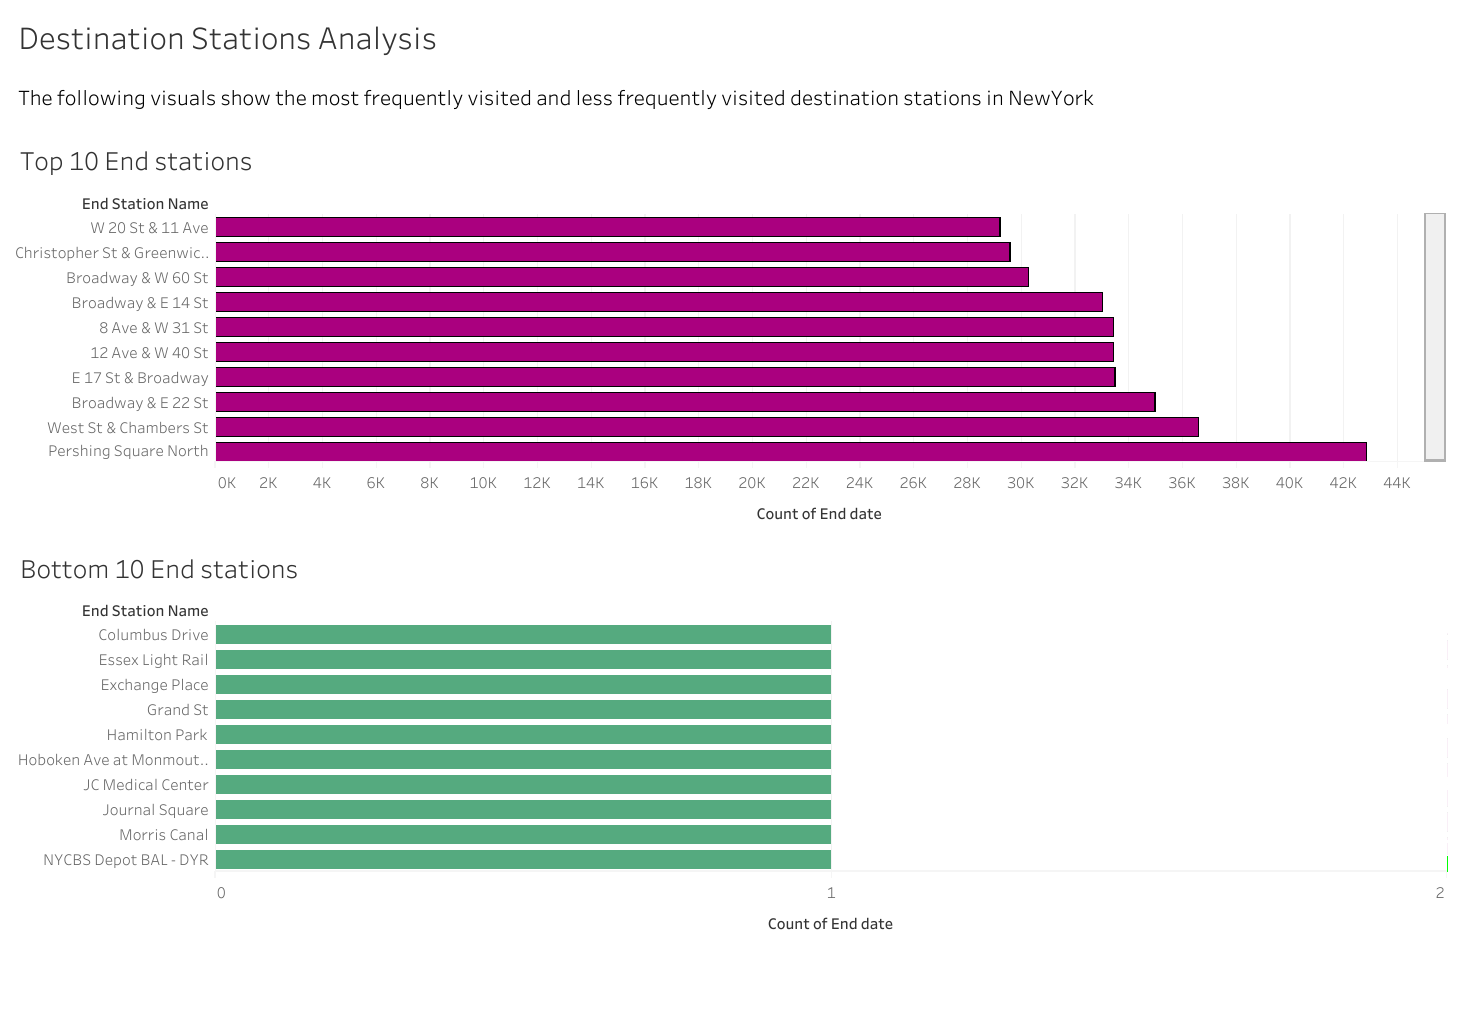 Destination Stations Analysis
The following visuals show the most frequently visited and less frequently visited destination stations in NewYork
Top 10 End stations
End Station Name
W 20 St & 11 Ave
Christopher St & Greenwic..
Broadway & W 60 St
Broadway & E 14 St
8 Ave & W 31 St
12 Ave & W 40 St
E 17 St & Broadway
Broadway & E 22 St
West St & Chambers St
Pershing Square North
0K 2K 4K 6K 8K 10K 12K 14K 16K 18K 20K 22K 24K 26K 28K 30K 32K 34K 36K 38K 40K 42K 44K
Count of End date
Bottom 10 End stations
End Station Name
Columbus Drive
Essex Light Rail
Exchange Place
Grand St
Hamilton Park
Hoboken Ave at Monmout..
JC Medical Center
Journal Square
Morris Canal
NYCBS Depot BAL - DYR
0 1 2
Count of End date